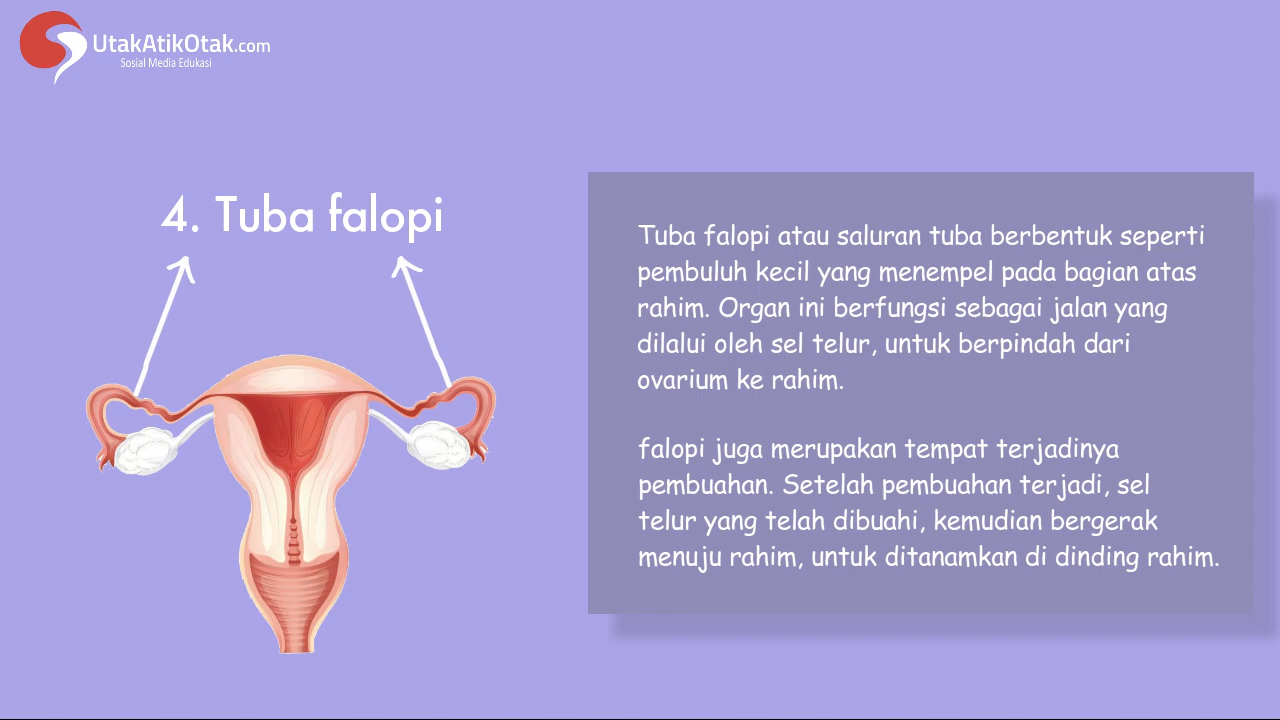 UtakAtikOtak.com
Sosial Media Edukasi
4. Tuba falopi
Tuba falopi atau saluran tuba berbentuk seperti
pembuluh kecil yang menempel pada bagian atas
rahim. Organ ini berfungsi sebagai jalan yang
dilalui oleh sel telur, untuk berpindah dari
ovarium ke rahim.
falopi juga merupakan tempat terjadinya
pembuahan. Setelah pembuahan terjadi, sel
telur yang telah dibuahi, kemudian bergerak
menuju rahim, untuk ditanamkan di dinding rahim.